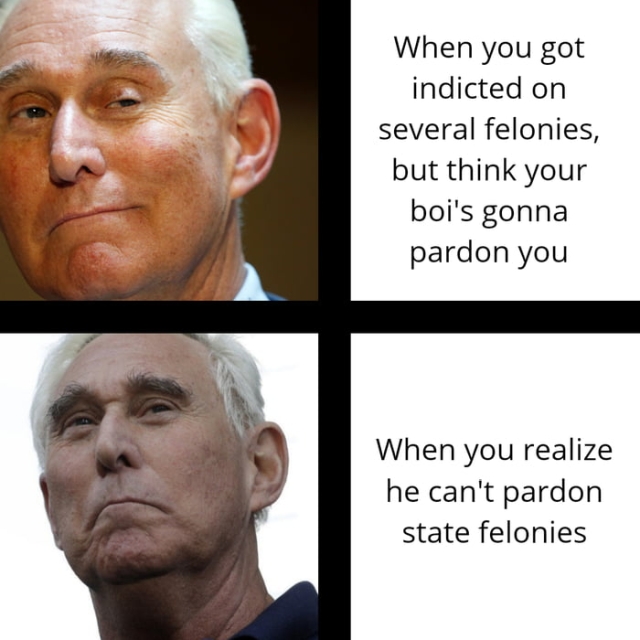 When you got
indicted on
several felonies,
but think your
boi's gonna
pardon you
When you realize
he can't pardon
state felonies